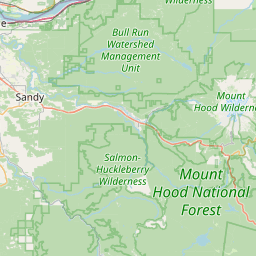 Wilderness
Bull Run
Watershed
Management
Unit
Sandy
Mount
Hood Wilderne
Salmon-
Huckleberry
Wilderness
Mount
Hood National
Forest